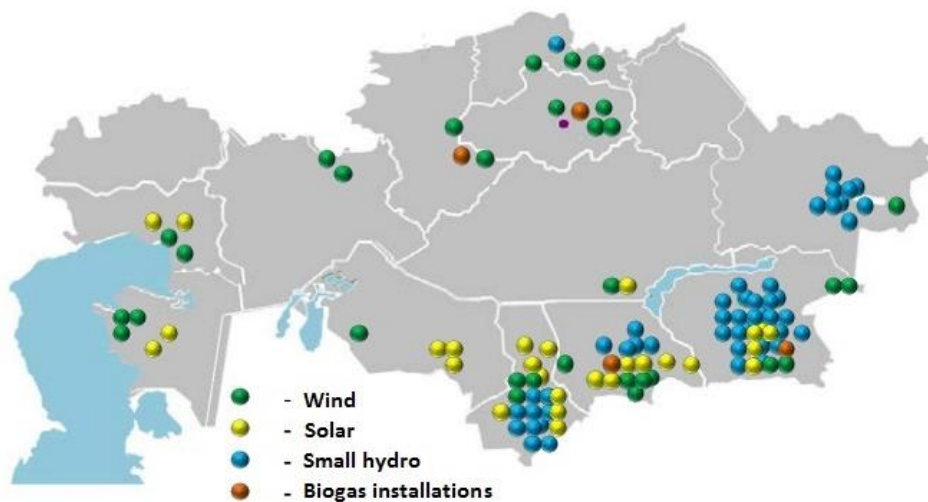 - Wind
- Solar
- Small hydro
- Biogas installations